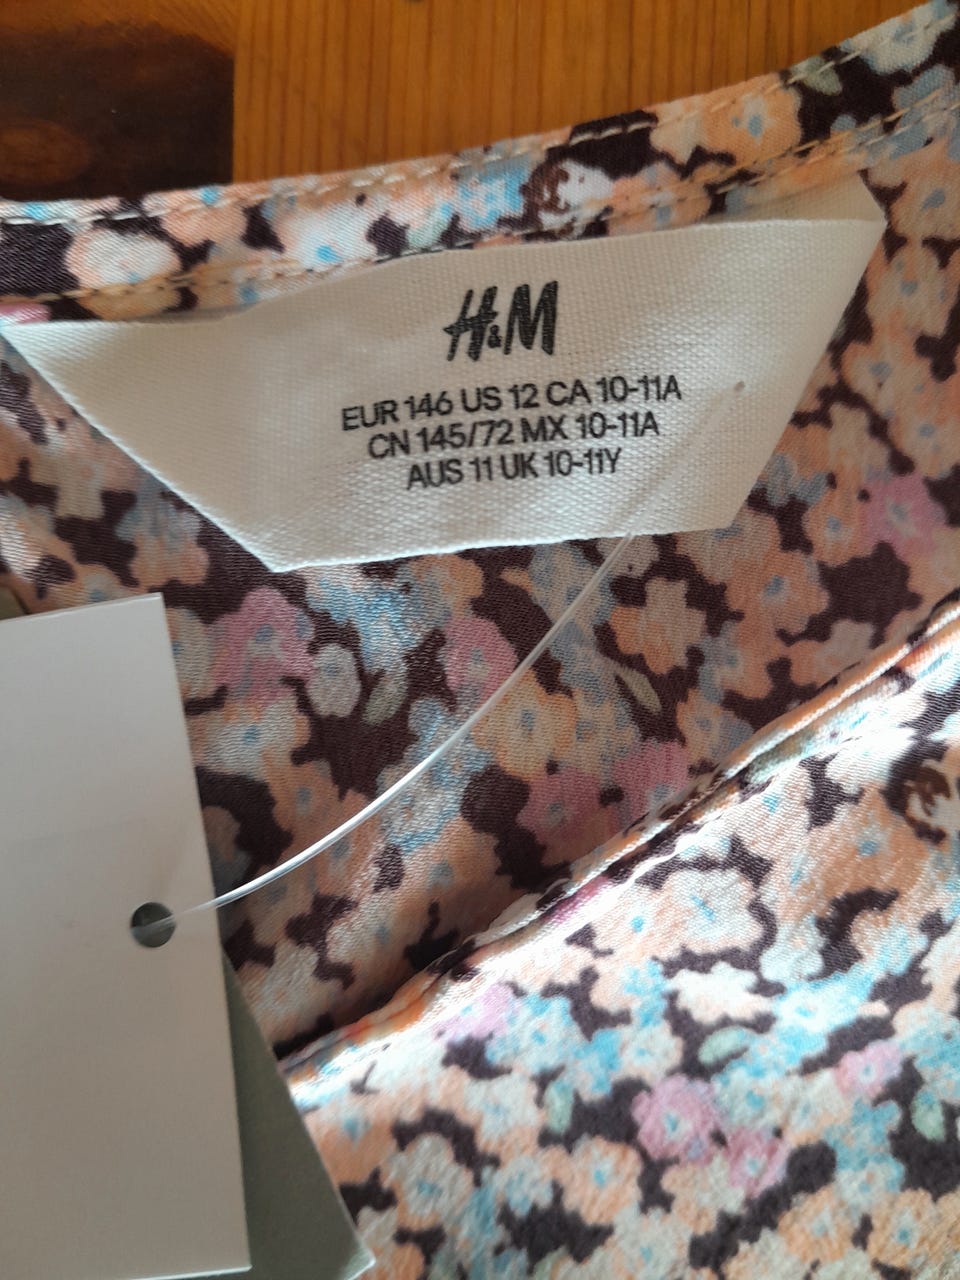 H&M
EUR 146 US 12 CA 10-11A
CN 145/72 MX 10-11A
AUS 11 UK 10-11Y